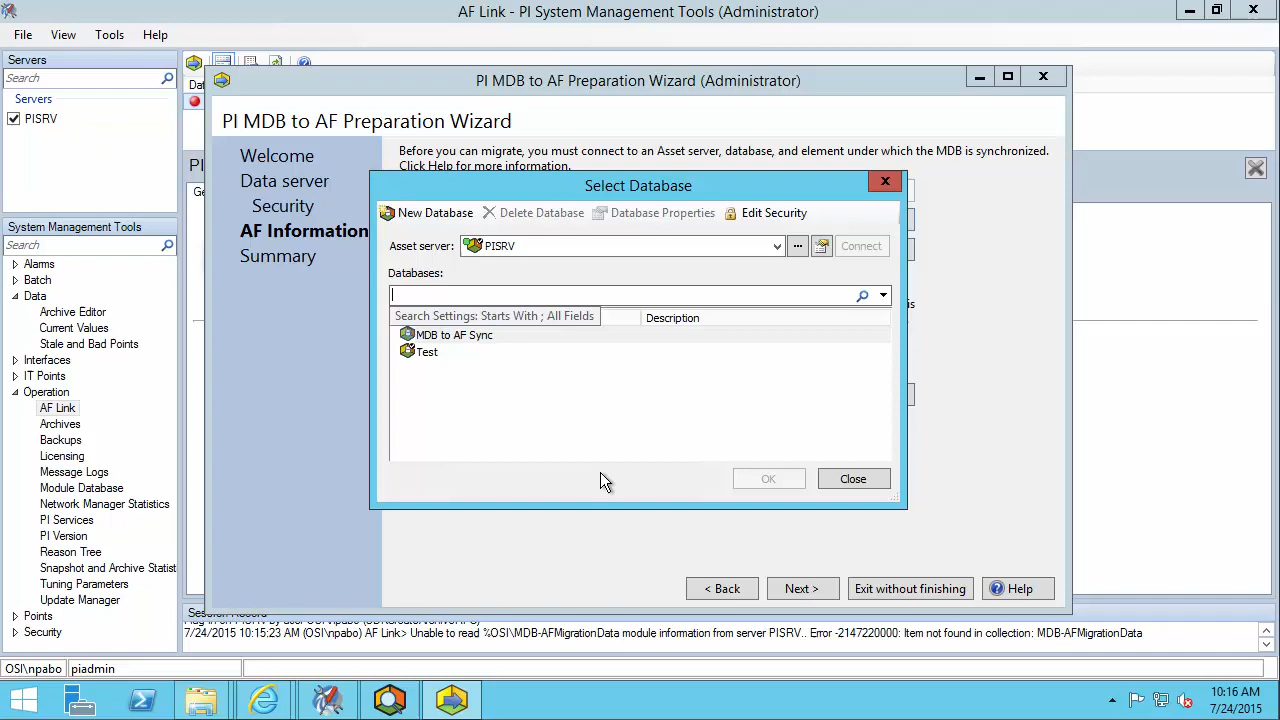 AF Link - PI System Management Tools (Administrator)
File View Tools Help
Servers
Search
Servers
PISRV
System Management Tools
Search
Alarms
Batch
Data
Archive Editor
Current Values
Stale and Bad Points
Interfaces
IT Points
Operation
AF Link
Archives
Backups
Licensing
Message Logs
Module Database
Network Manager Statistics
PI Services
PI Version
Reason Tree
Snapshot and Archive Statist
Tuning Parameters
Update Manager
Points
Security
PI MDB to AF Preparation Wizard (Administrator)
PI MDB to AF Preparation Wizard
Welcome
Data server
Security
AF Information
Summary
Before you can migrate, you must connect to an Asset server, database, and element under which the MDB is synchronized.
Click Help for more information.
Select Database
New Database Delete Database Database Properties Edit Security
Asset server: PISRV ... Connect
Databases:
Search Settings: Starts With ; All Fields
Description
MDB to AF Sync
Test
OK Close
< Back Next > Exit without finishing Help
7/24/2015 10:15:23 AM (OSI\npabo) AF Link> Unable to read %OSI\MDB-AFMigrationData module information from server PISRV.. Error -2147220000: Item not found in collection: MDB-AFMigrationData
OSI\npabo piadmin
10:16 AM
7/24/2015